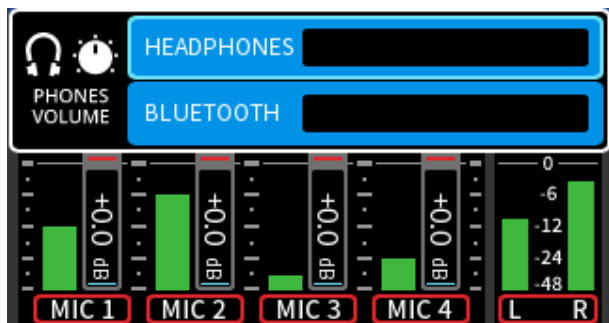 HEADPHONES
PHONES
VOLUME
BLUETOOTH
+0.0 dB
+0.0 dB
+0.0 dB
+0.0 dB
0
-6
-12
-24
-48
MIC 1 MIC 2 MIC 3 MIC 4 L R